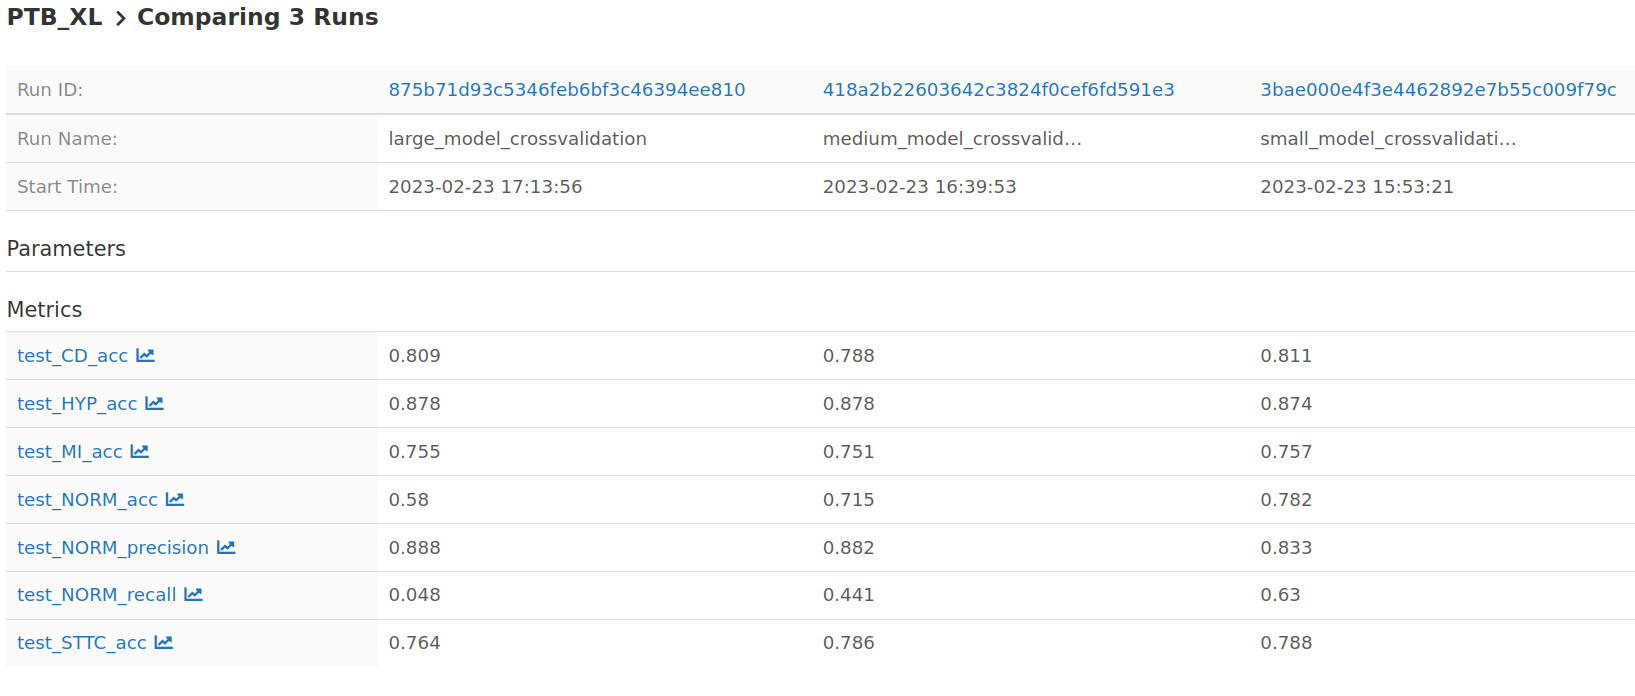 PTB_XL > Comparing 3 Runs
Run ID: 875b71d93c5346feb6bf3c46394ee810 418a2b22603642c3824f0cef6fd591e3 3bae000e4f3e4462892e7b55c009f79c
Run Name: large_model_crossvalidation medium_model_crossvalid... small_model_crossvalidati...
Start Time: 2023-02-23 17:13:56 2023-02-23 16:39:53 2023-02-23 15:53:21
Parameters
Metrics
test_CD_acc 0.809 0.788 0.811
test_HYP_acc 0.878 0.878 0.874
test_MI_acc 0.755 0.751 0.757
test_NORM_acc 0.58 0.715 0.782
test_NORM_precision 0.888 0.882 0.833
test_NORM_recall 0.048 0.441 0.63
test_STTC_acc 0.764 0.786 0.788